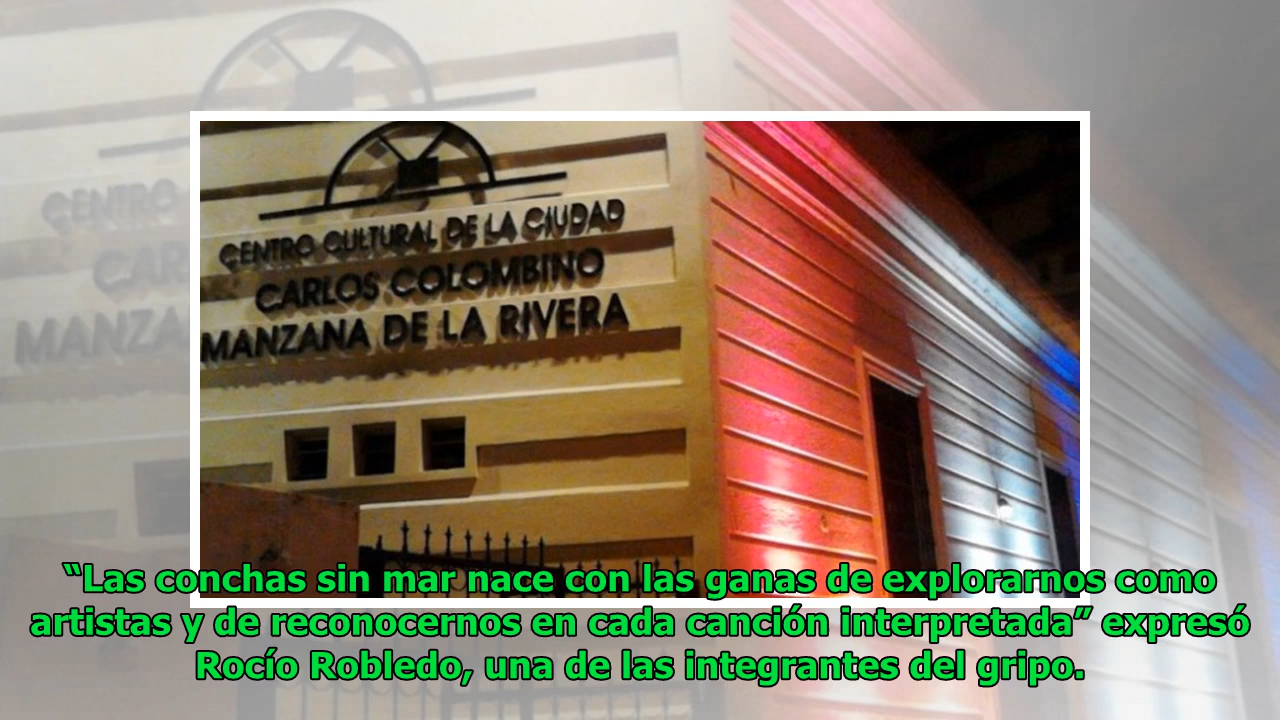 CENTRO CULTURAL DE LA CIUDAD
CARLOS COLOMBINO
MANZANA DE LA RIVERA
“Las conchas sin mar nace con las ganas de explorarnos como
artistas y de reconocernos en cada canción interpretada” expresó
Rocío Robledo, una de las integrantes del gripo.